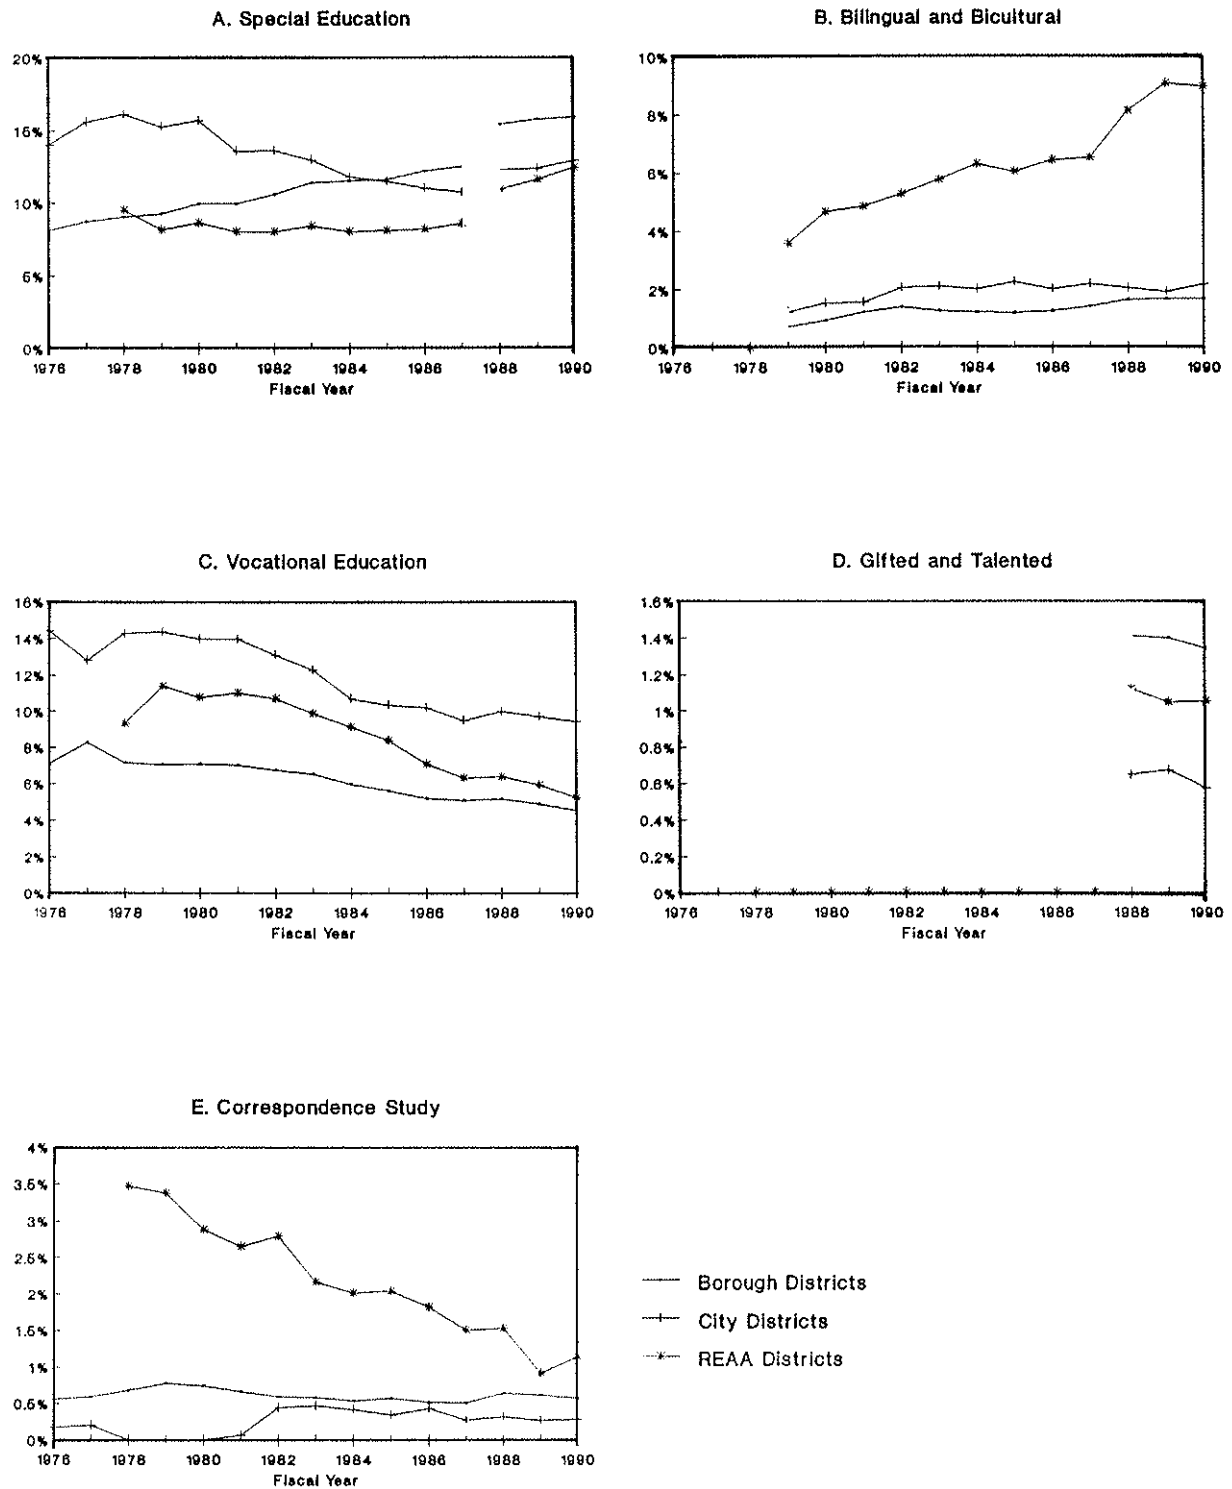 A. Special Education
20%
15%
10%
5%
0%
1976 1978 1980 1982 1984 1986 1988 1990
Fiscal Year
B. Bilingual and Bicultural
10%
8%
6%
4%
2%
0%
1976 1978 1980 1982 1984 1986 1988 1990
Fiscal Year
C. Vocational Education
16%
14%
12%
10%
8%
6%
4%
2%
0%
1976 1978 1980 1982 1984 1986 1988 1990
Fiscal Year
D. Gifted and Talented
1.6%
1.4%
1.2%
1%
0.8%
0.6%
0.4%
0.2%
0%
1976 1978 1980 1982 1984 1986 1988 1990
Fiscal Year
E. Correspondence Study
4%
3.5%
3%
2.5%
2%
1.5%
1%
0.5%
0%
1976 1978 1980 1982 1984 1986 1988 1990
Fiscal Year
Borough Districts
City Districts
REAA Districts